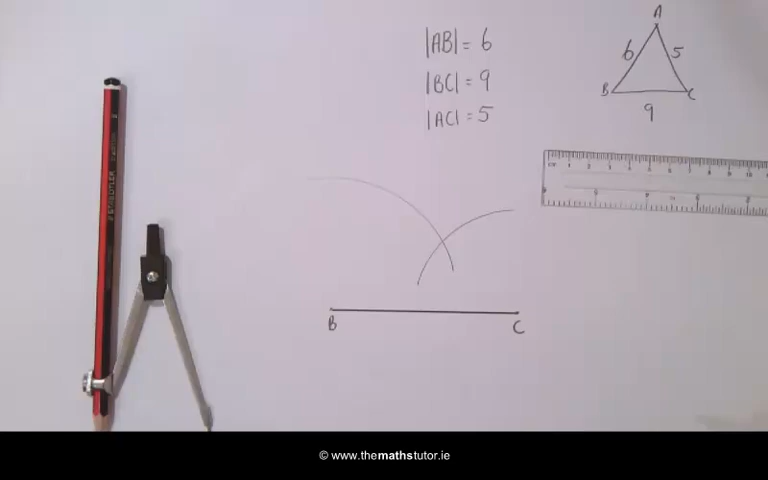 |AB| = 6
|BC| = 9
|AC| = 5
A
6 5
B C
9
B C
© www.themathstutor.ie